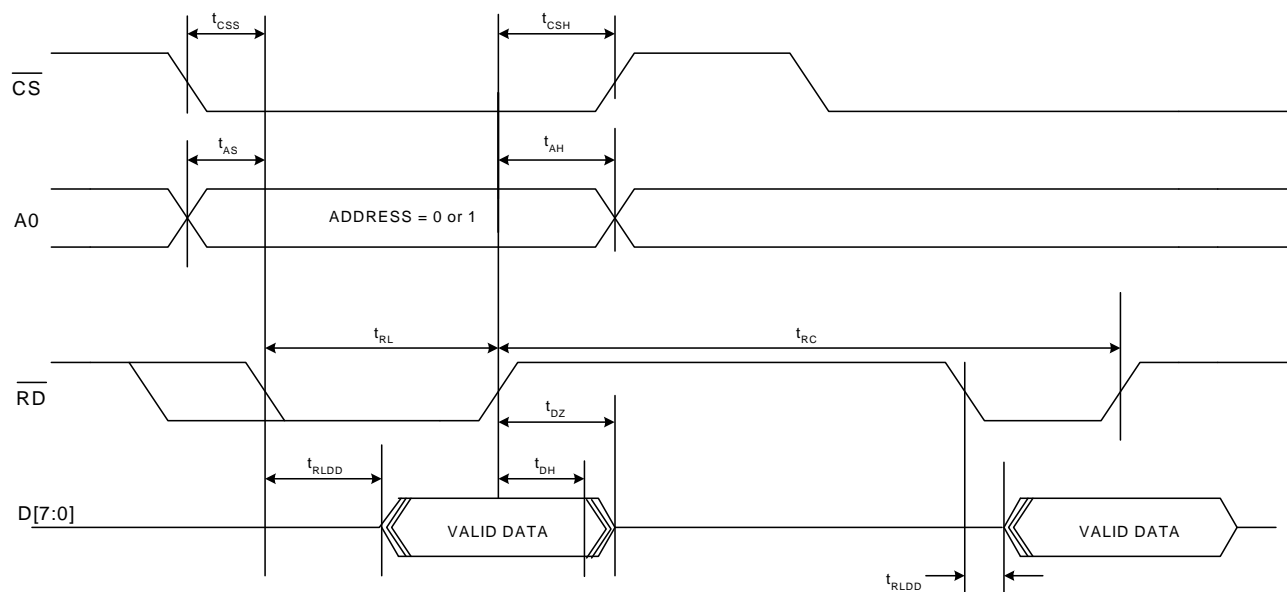 tCSS
tCSH
CS
tAS
tAH
A0
ADDRESS = 0 or 1
tRL
tRC
RD
tDZ
tRLDD
tDH
D[7:0]
VALID DATA
VALID DATA
tRLDD